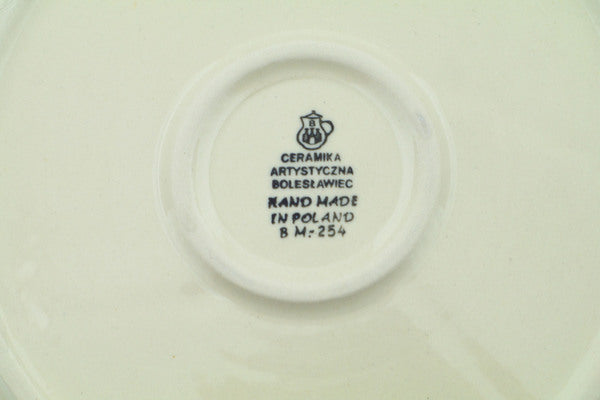 B
CERAMIKA
ARTYSTYCZNA
BOLESŁAWIEC
HAND MADE
IN POLAND
B M.-254